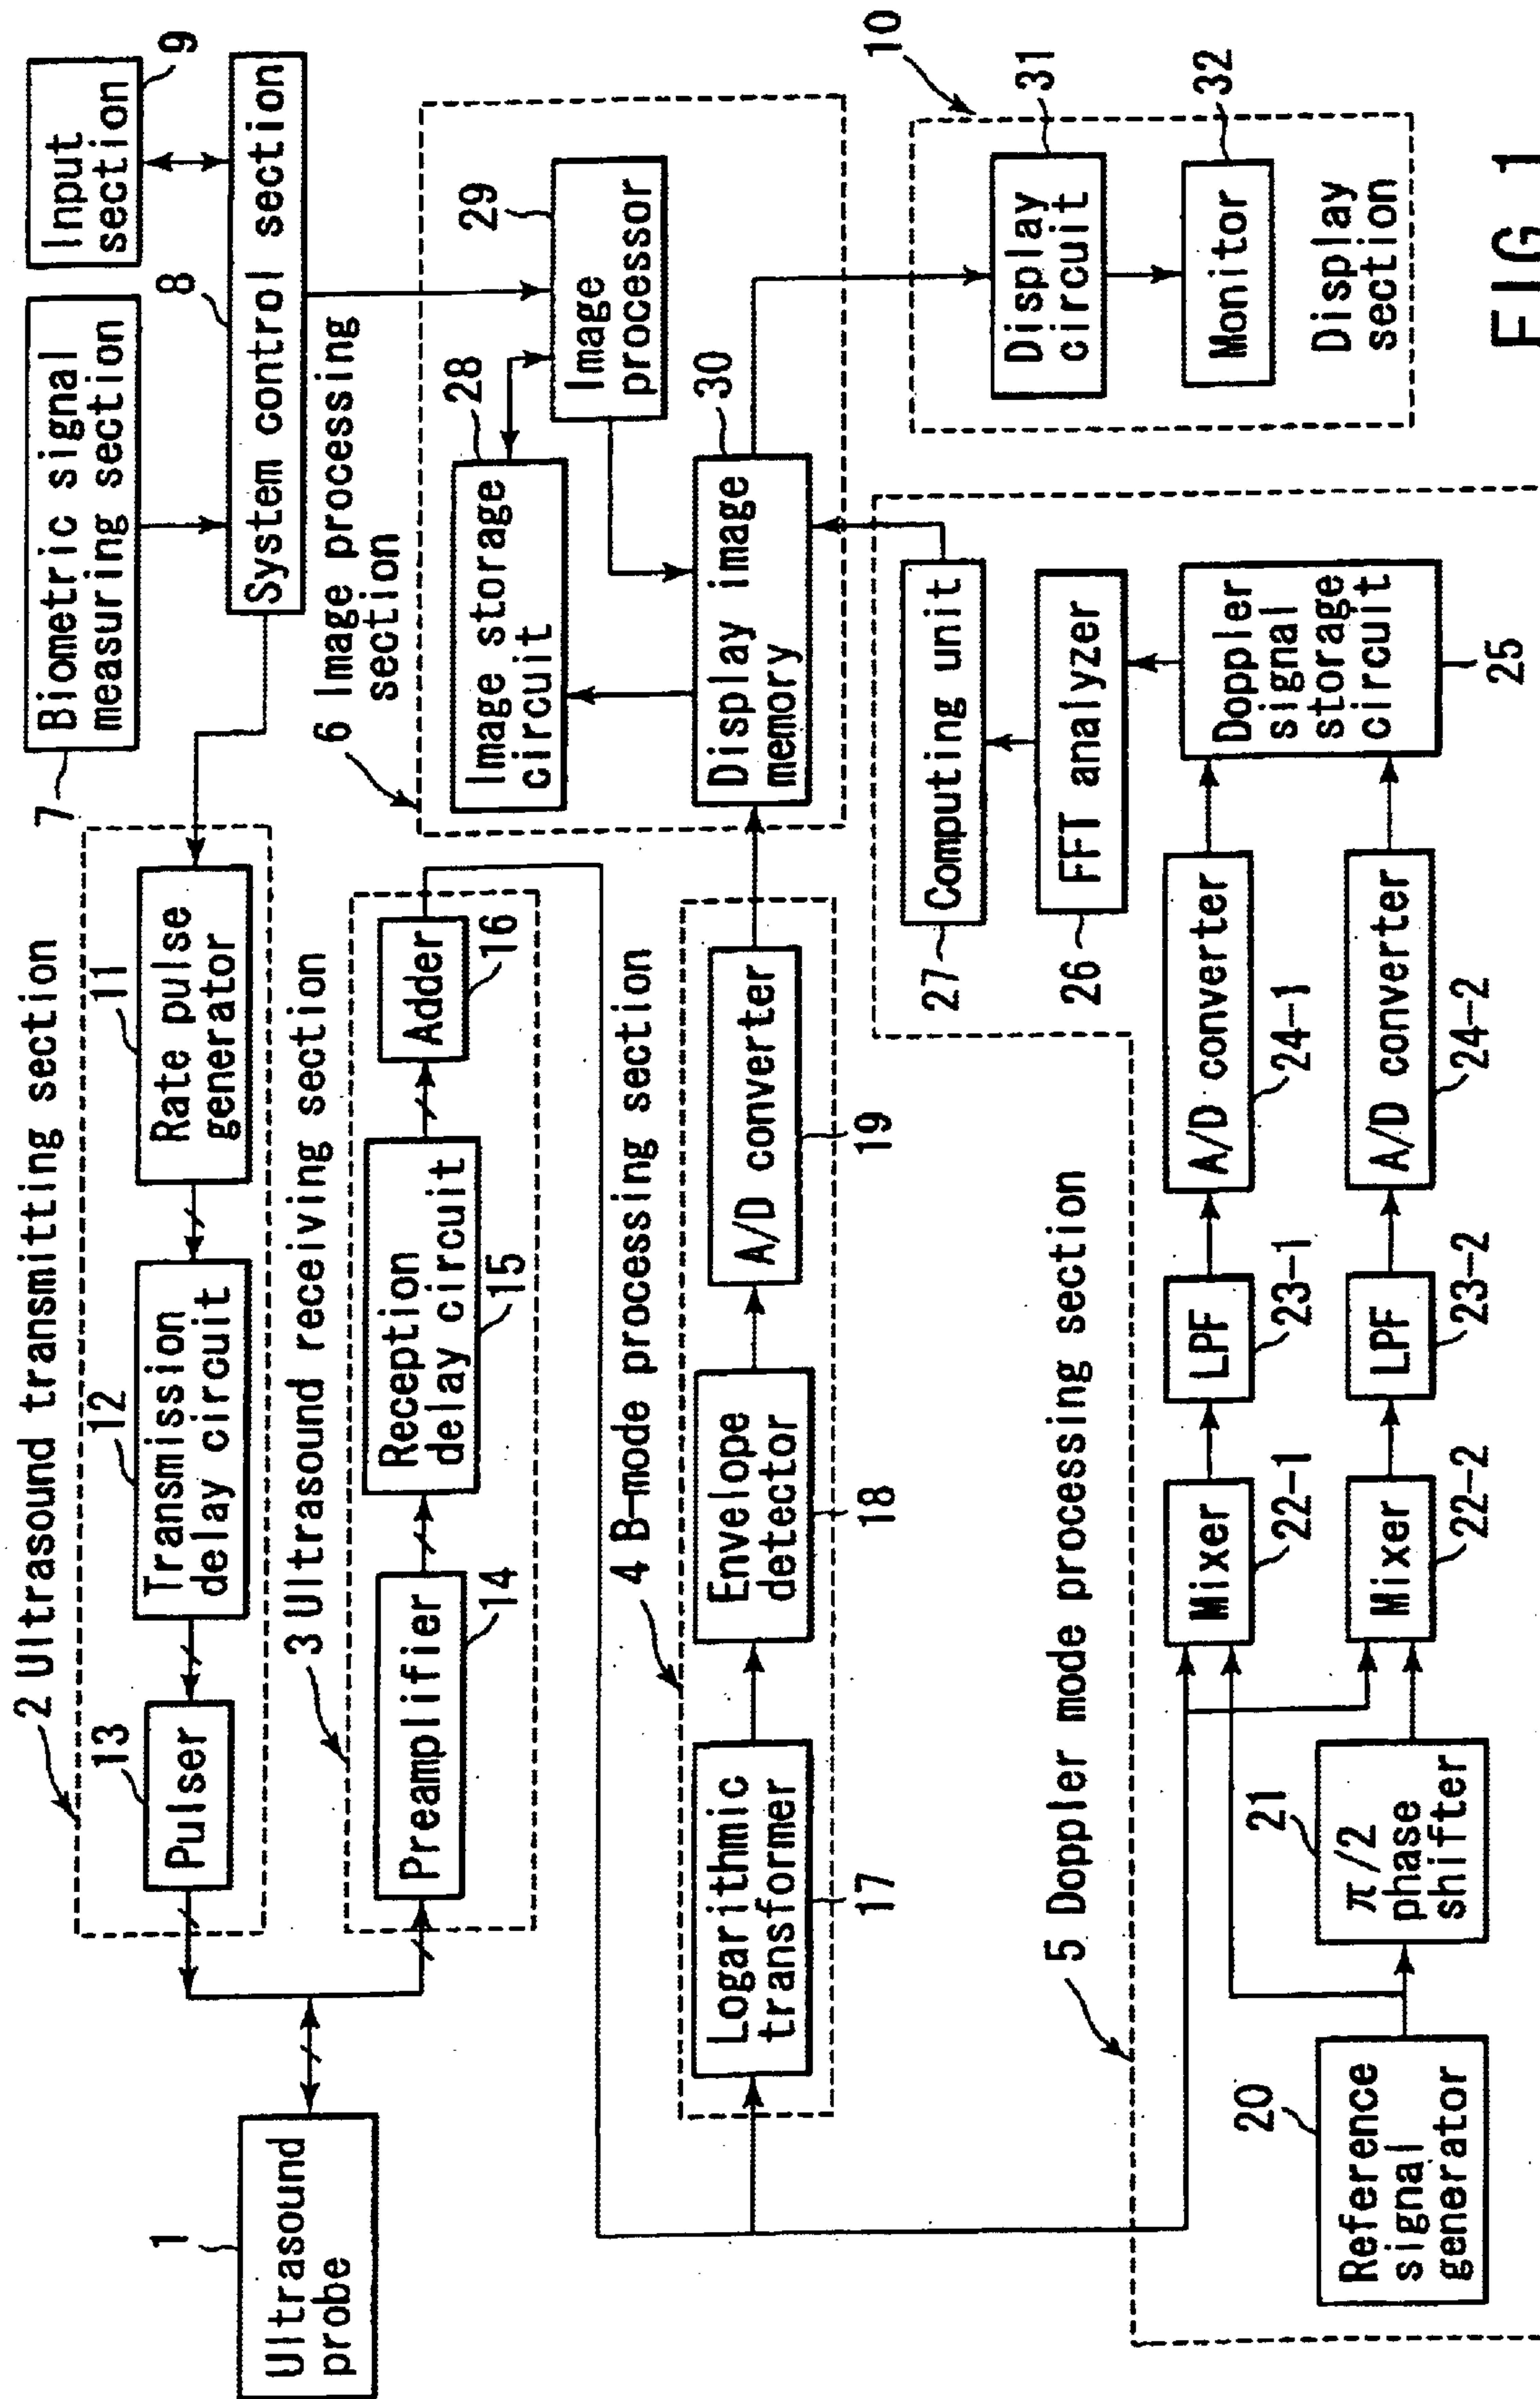 2 Ultrasound transmitting section
13
Pulser
12
Transmission
delay circuit
11
Rate pulse
generator
7
Biometric signal
measuring section
Input
section
9
8
System control section
1
Ultrasound
probe
3 Ultrasound receiving section
Preamplifier
14
Reception
delay circuit
15
Adder
16
6 Image processing
section
28
Image storage
circuit
29
Image
processor
30
Display image
memory
4 B-mode processing section
Logarithmic
transformer
17
Envelope
detector
18
A/D converter
19
10
Display
circuit
31
Monitor
32
Display
section
5 Doppler mode processing section
27
Computing unit
26
FFT analyzer
Doppler
signal
storage
circuit
25
20
Reference
signal
generator
21
π/2
phase
shifter
Mixer
22-1
LPF
23-1
A/D converter
24-1
Mixer
22-2
LPF
23-2
A/D converter
24-2
FIG. 1